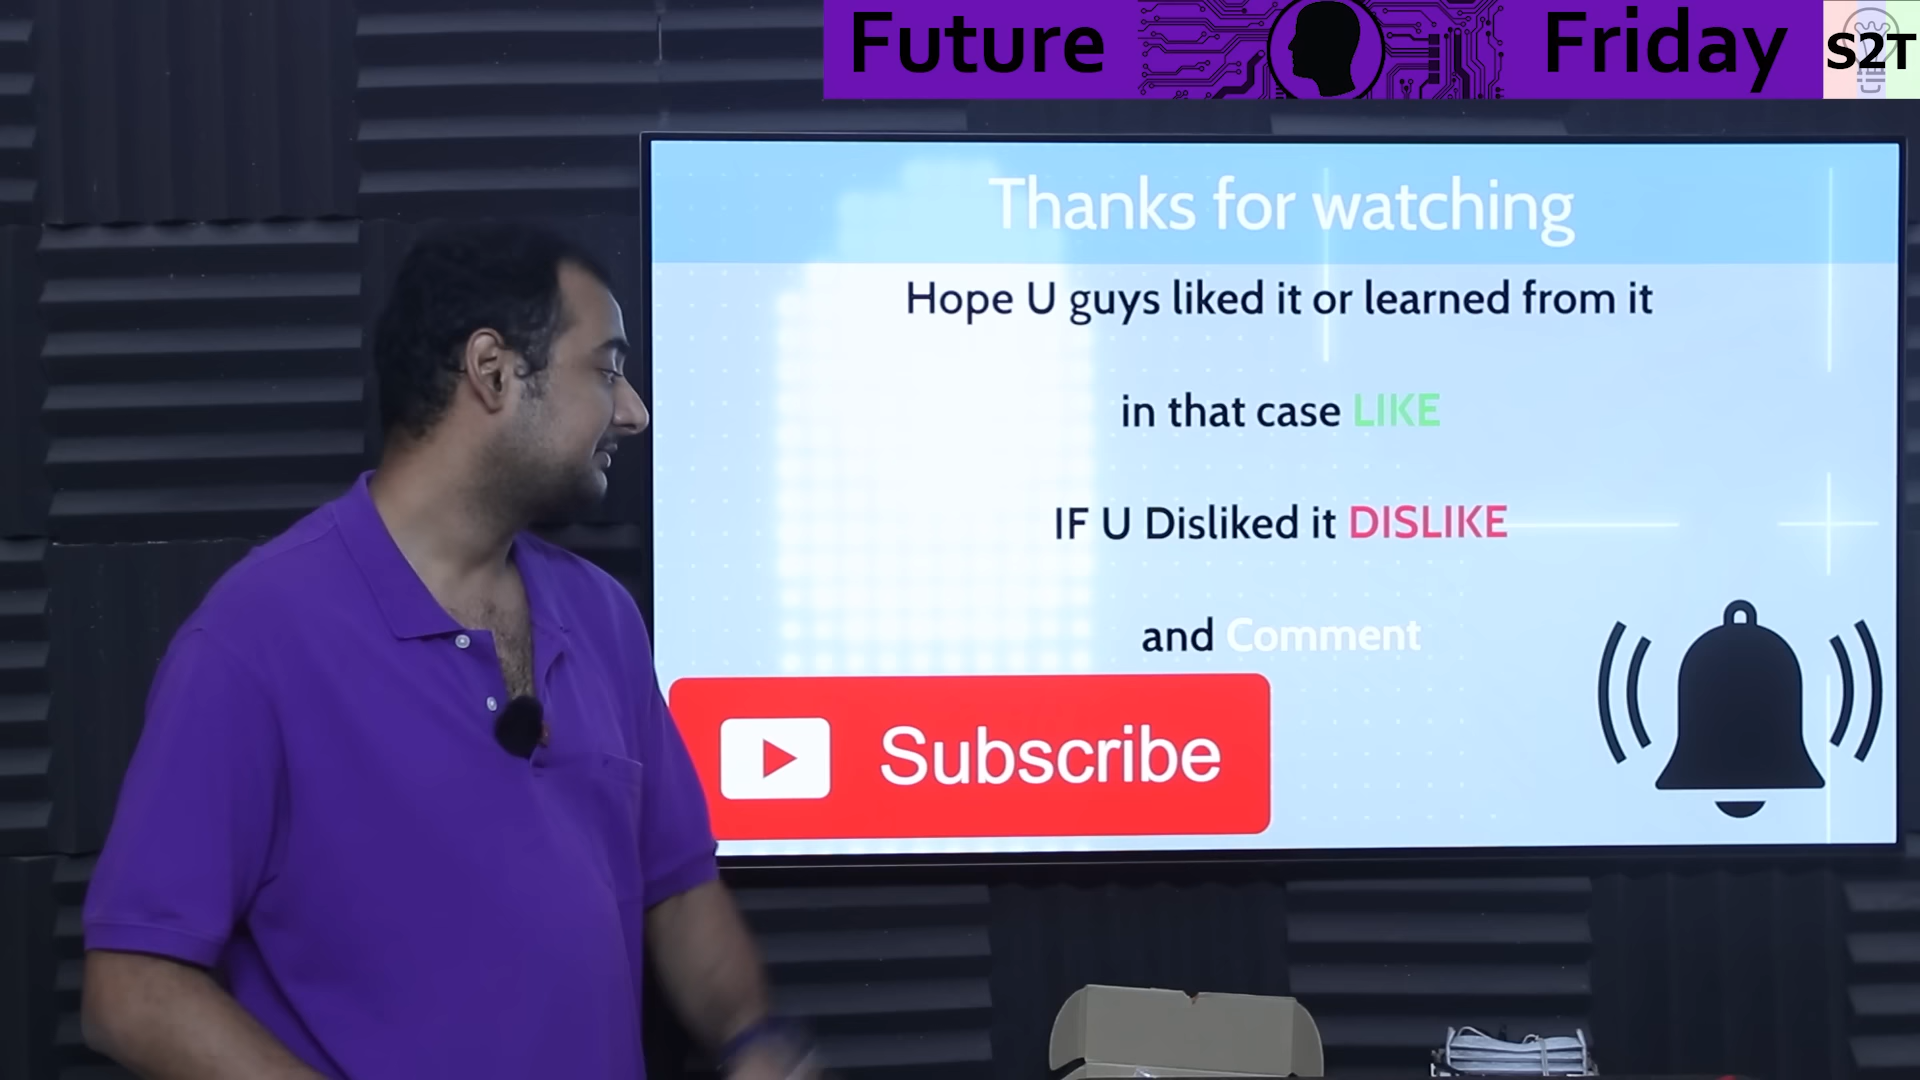 Future Friday S2T
Thanks for watching
Hope U guys liked it or learned from it
in that case LIKE
IF U Disliked it DISLIKE
and Comment
Subscribe